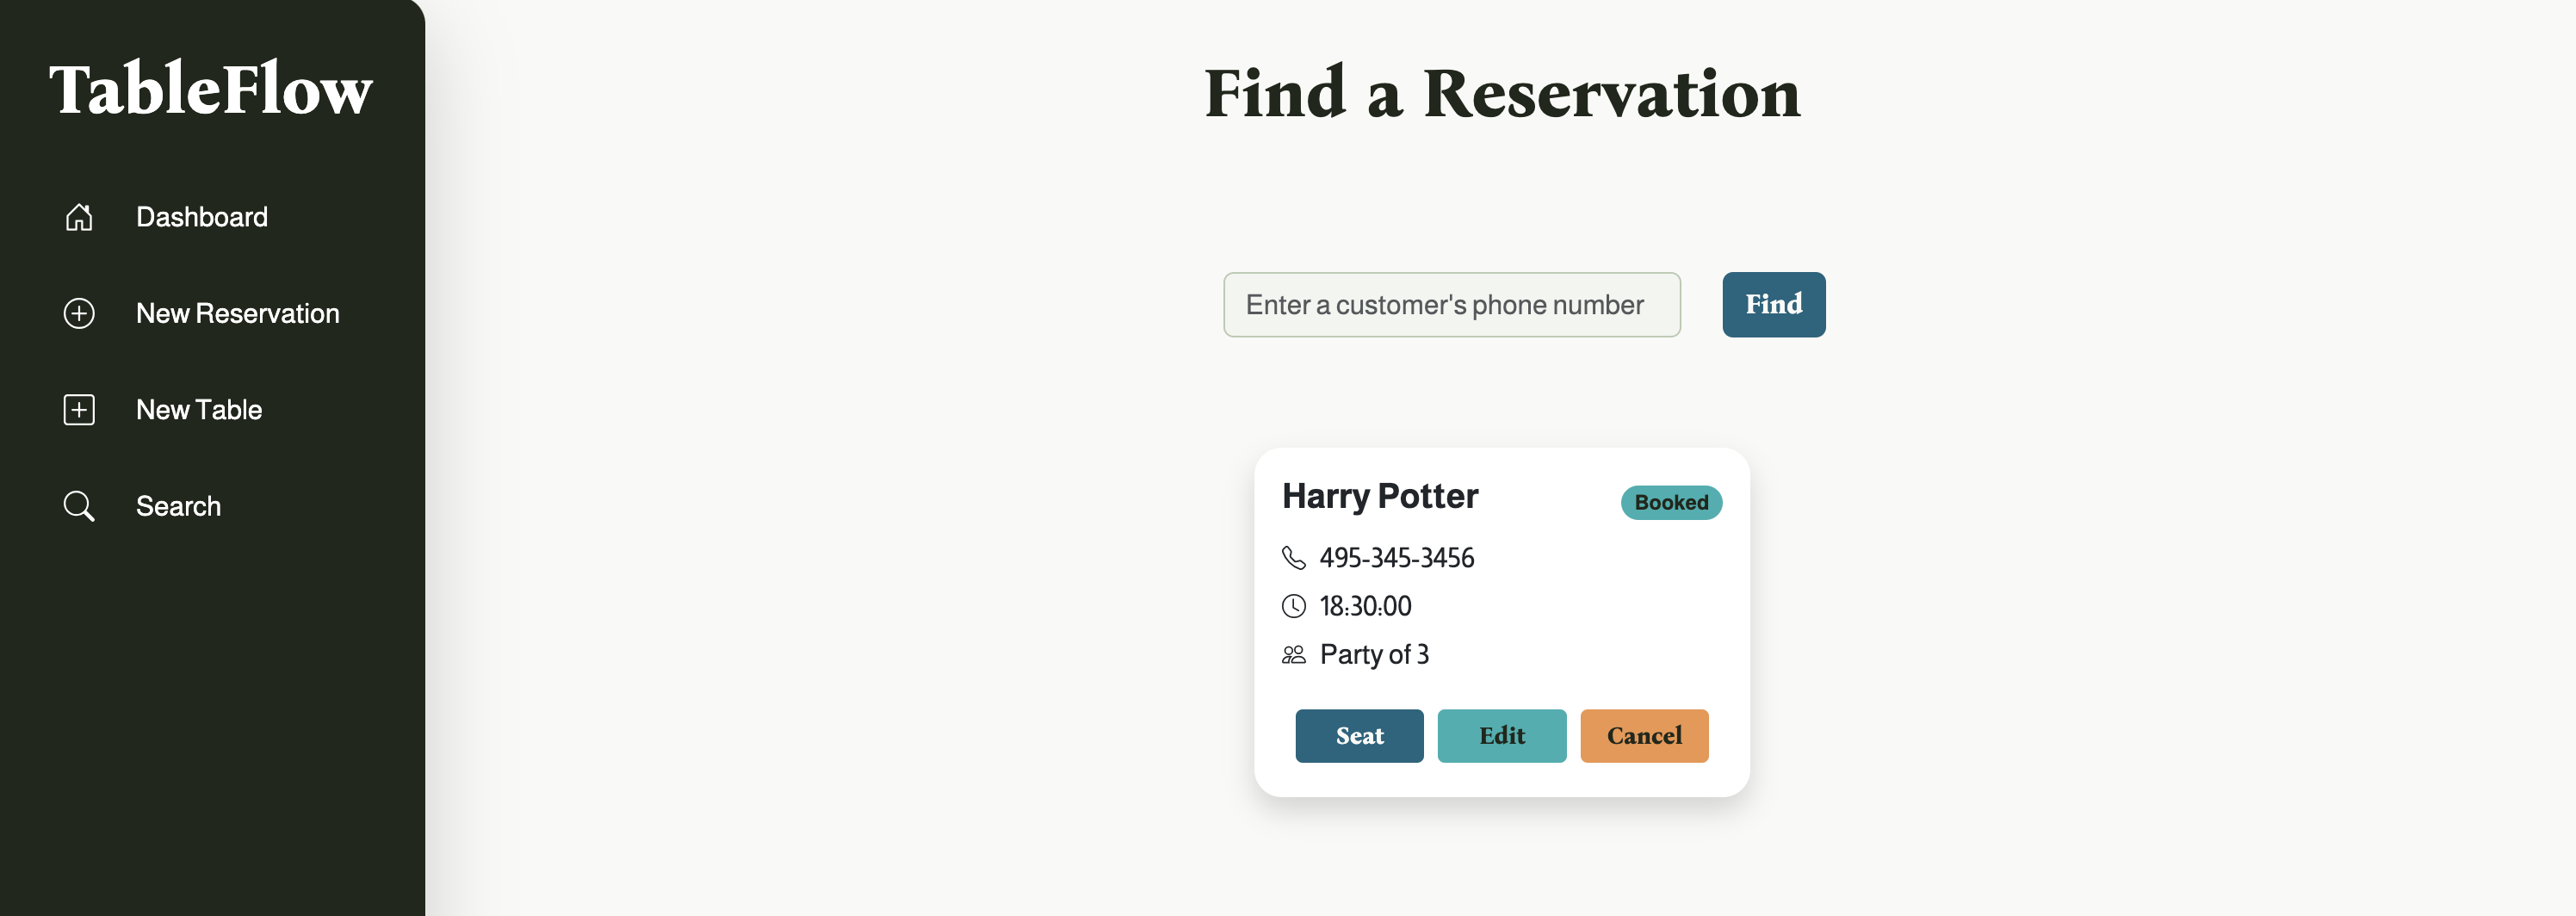 TableFlow
Dashboard
New Reservation
New Table
Search
Find a Reservation
Enter a customer's phone number
Find
Harry Potter
Booked
495-345-3456
18:30:00
Party of 3
Seat
Edit
Cancel